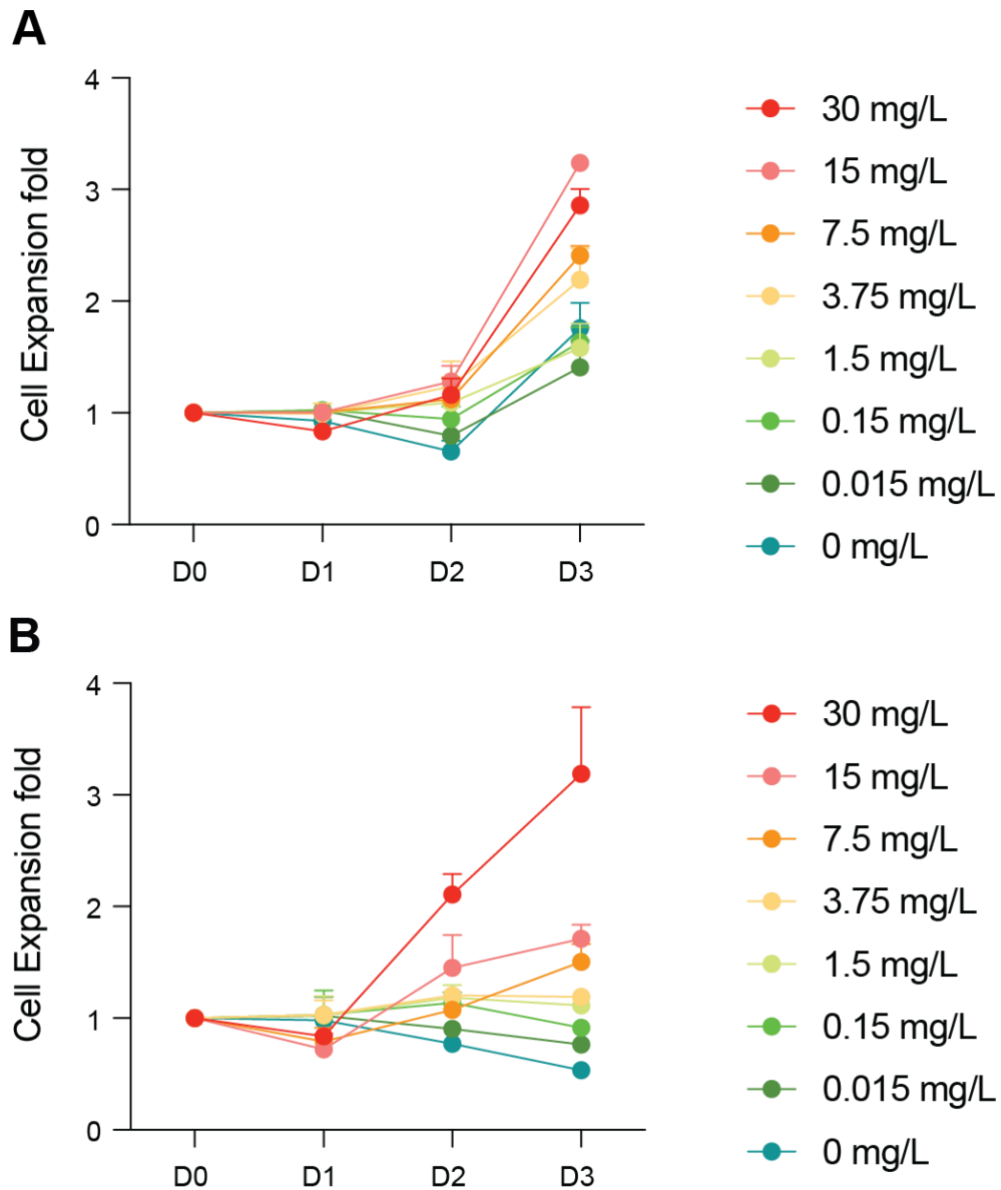 A
Cell Expansion fold
4
3
2
1
0
D0 D1 D2 D3
30 mg/L
15 mg/L
7.5 mg/L
3.75 mg/L
1.5 mg/L
0.15 mg/L
0.015 mg/L
0 mg/L
B
Cell Expansion fold
4
3
2
1
0
D0 D1 D2 D3
30 mg/L
15 mg/L
7.5 mg/L
3.75 mg/L
1.5 mg/L
0.15 mg/L
0.015 mg/L
0 mg/L